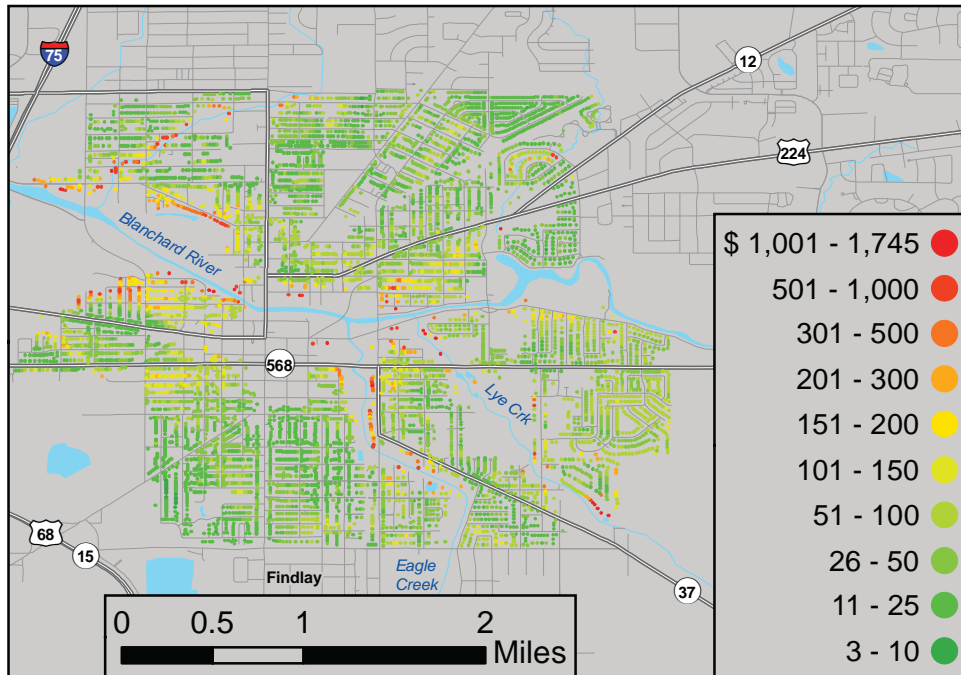 75
12
224
Blanchard River
568
Lye Crk
68
15
Findlay
Eagle
Creek
37
$ 1,001 - 1,745
501 - 1,000
301 - 500
201 - 300
151 - 200
101 - 150
51 - 100
26 - 50
11 - 25
3 - 10
0 0.5 1 2
Miles